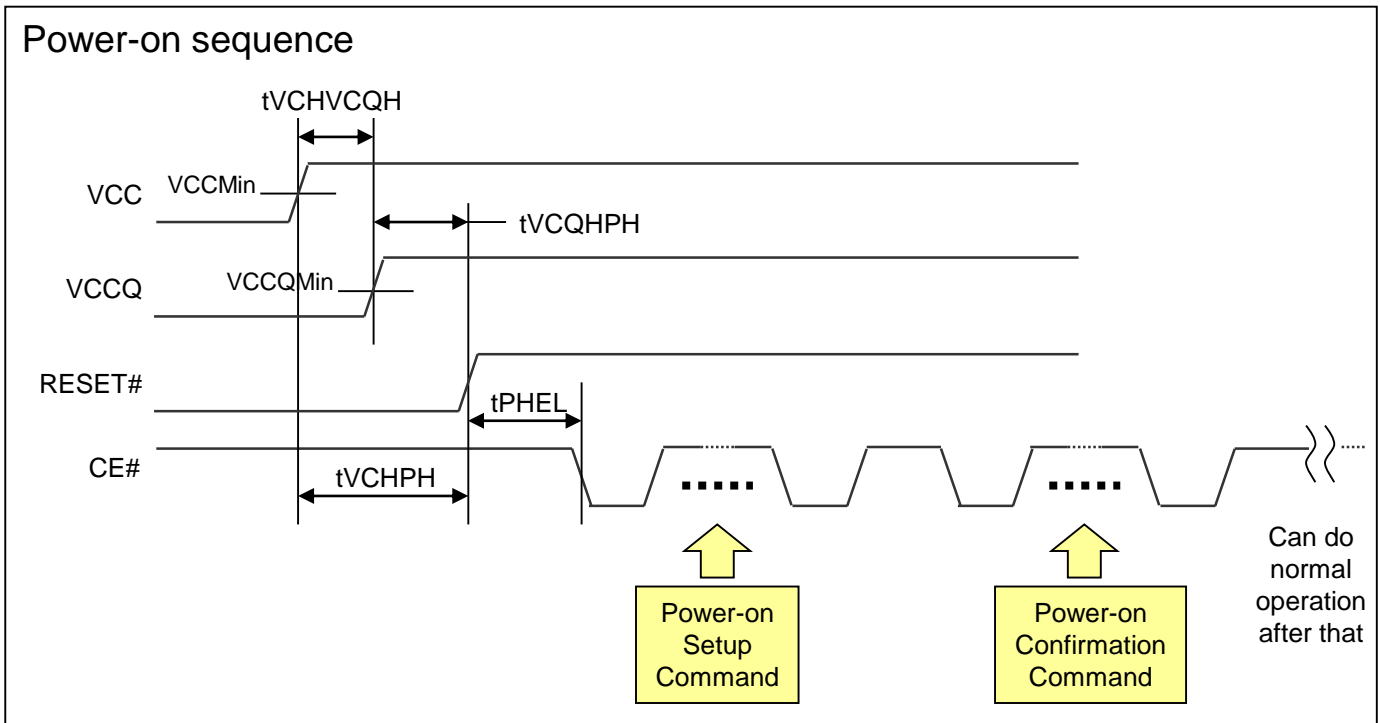 Power-on sequence
tVCHVCQH
VCC
VCCMin
tVCQHPH
VCCQ
VCCQMin
RESET#
tPHEL
CE#
tVCHPH
Power-on
Setup
Command
Power-on
Confirmation
Command
Can do
normal
operation
after that